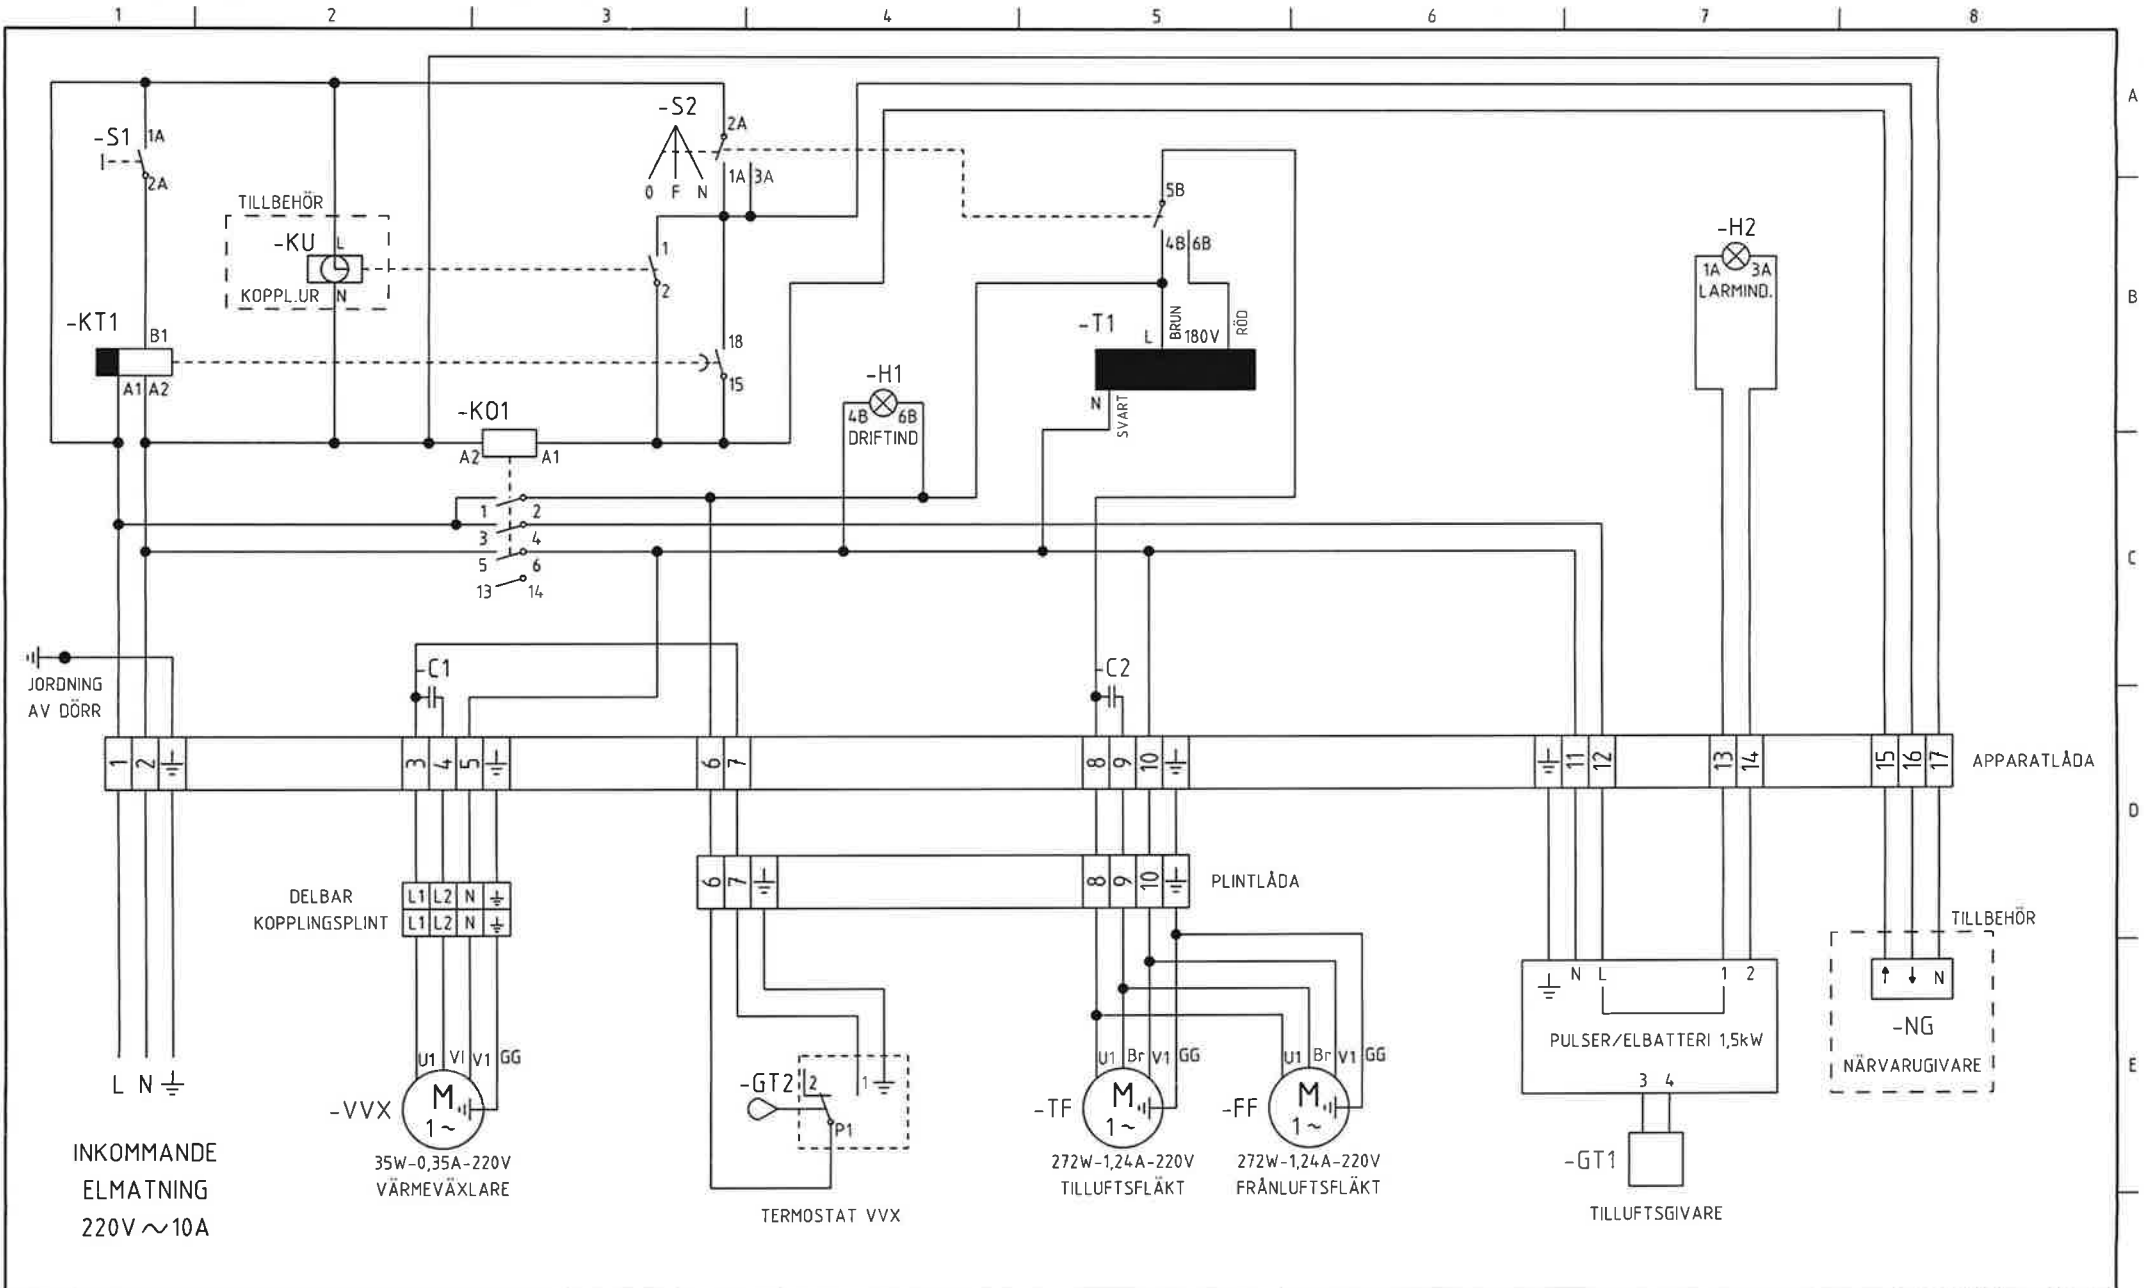 1 2 3 4 5 6 7 8
A
B
C
D
E
-S1
1A
2A
TILLBEHÖR
-KU
L
KOPPL.UR
N
-KT1
B1
A1 A2
-S2
2A
1A 3A
0 F N
1
2
18
15
-K01
A2
A1
1 2
3 4
5 6
13 14
-H1
4B 6B
DRIFTIND
5B
4B 6B
-T1
L
BRUN
180V
RÖD
N
SVART
-H2
1A 3A
LARMIND.
JORDNING
AV DÖRR
-C1
-C2
1 2 3 4 5 6 7 8 9 10 11 12 13 14 15 16 17
APPARATLÅDA
6 7 8 9 10
PLINTLÅDA
DELBAR
KOPPLINGSPLINT
L1 L2 N
L1 L2 N
L N
INKOMMANDE
ELMATNING
220V~10A
U1 VI V1 GG
-VVX
M
1~
35W-0,35A-220V
VÄRMEVÄXLARE
-GT2
2
1
P1
TERMOSTAT VVX
U1 Br V1 GG
-TF
M
1~
272W-1,24A-220V
TILLUFTSFLÄKT
U1 Br V1 GG
-FF
M
1~
272W-1,24A-220V
FRÅNLUFTSFLÄKT
N L 1 2
PULSER/ELBATTERI 1,5kW
3 4
-GT1
TILLUFTSGIVARE
TILLBEHÖR
↑ ↓ N
-NG
NÄRVARUGIVARE